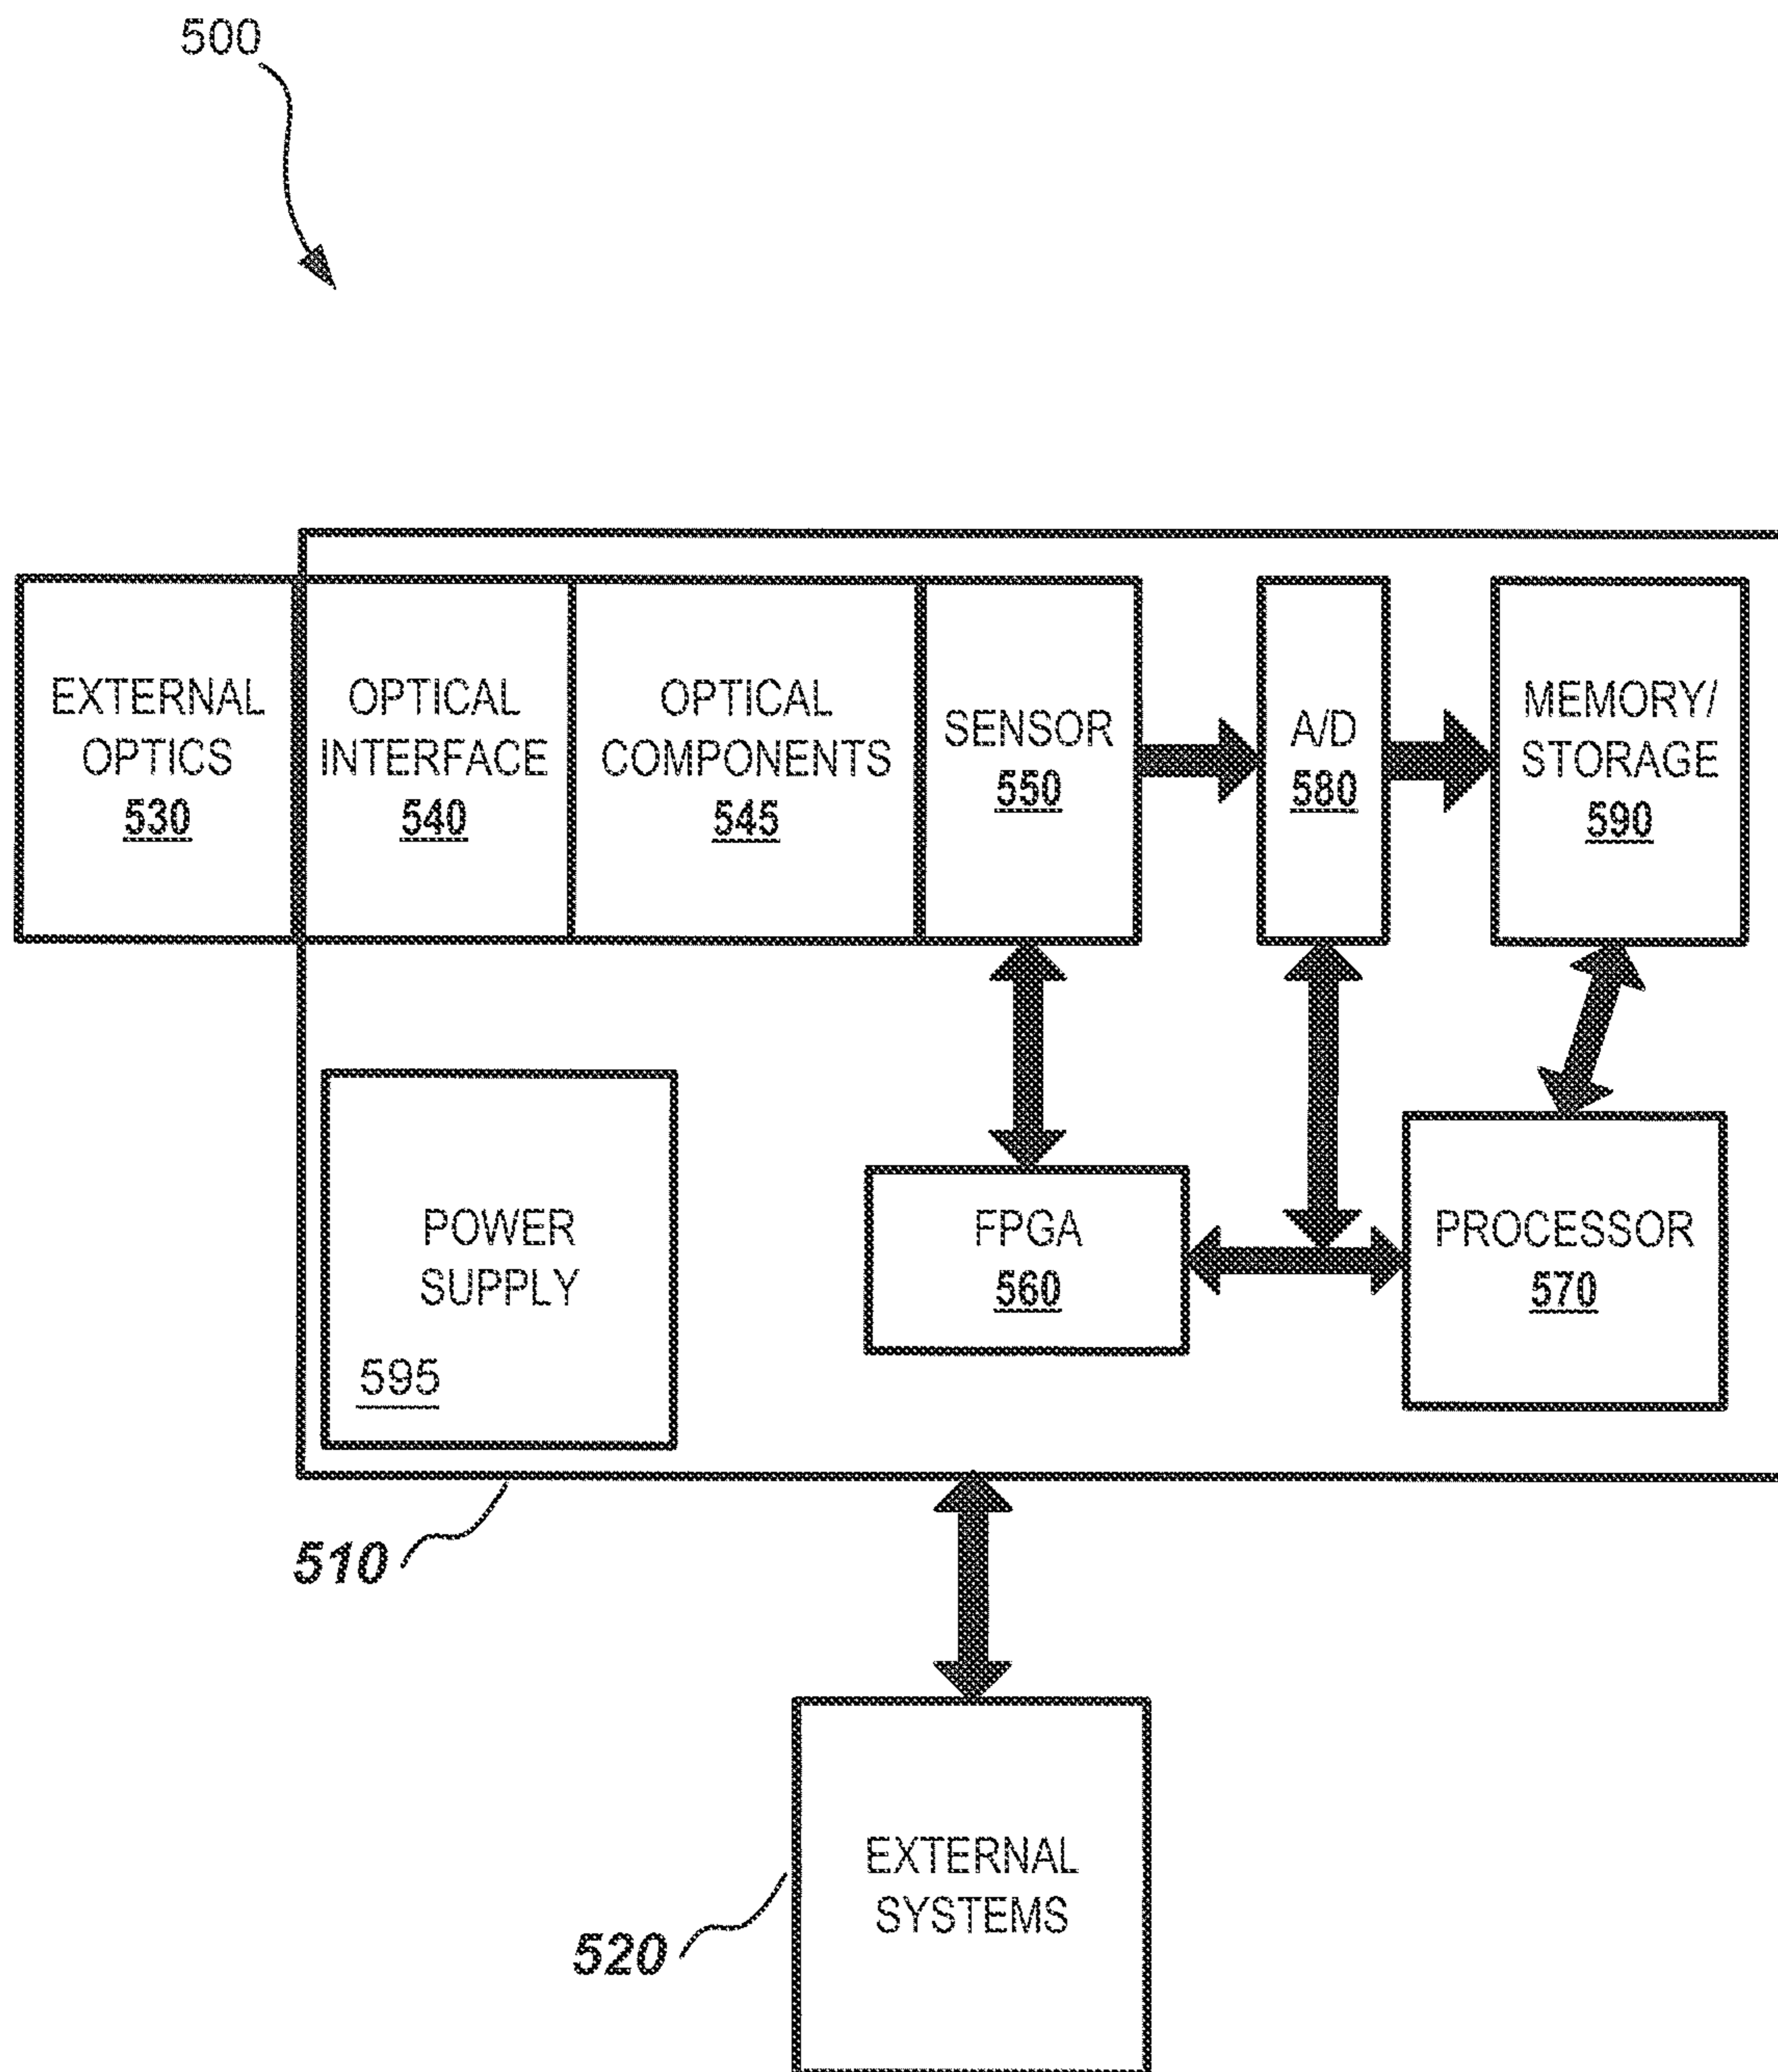 500
EXTERNAL
OPTICS
530
OPTICAL
INTERFACE
540
OPTICAL
COMPONENTS
545
SENSOR
550
A/D
580
MEMORY/
STORAGE
590
POWER
SUPPLY
595
FPGA
560
PROCESSOR
570
510
EXTERNAL
SYSTEMS
520